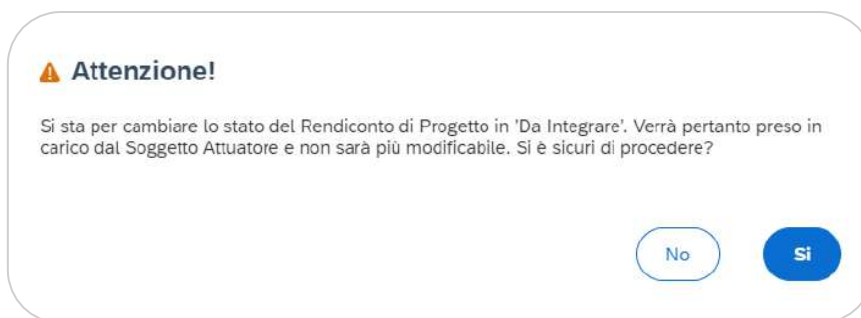 Attenzione!
Si sta per cambiare lo stato del Rendiconto di Progetto in 'Da Integrare'. Verrà pertanto preso in
carico dal Soggetto Attuatore e non sarà più modificabile. Si è sicuri di procedere?
No
Si